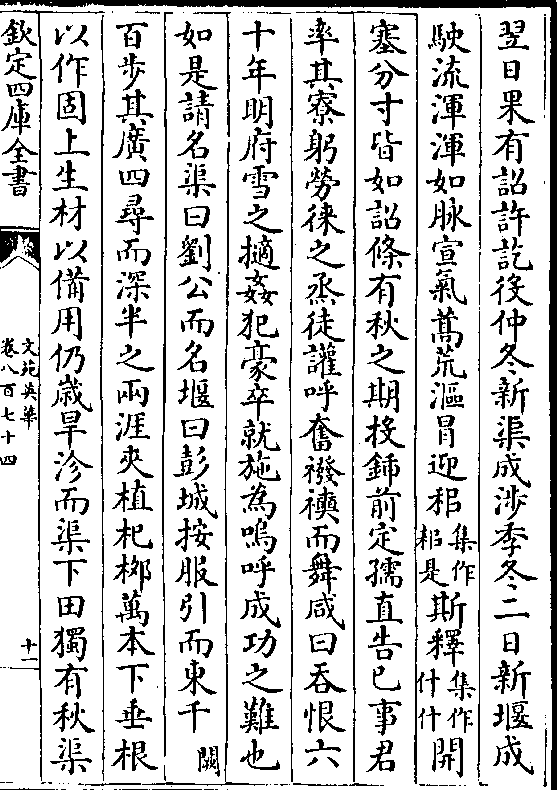 翌日果有詔許訖後仲冬新渠成涉季冬二日新堰成
駛流渾渾如脉宣氣蒿荒漚冒迎耜集作耜是斯釋集作什什開
塞分寸皆如詔條有秋之期投鍤前定孺直告已事君
率其寮躬勞徠之烝徒讙呼奮襏襫而舞咸曰吞恨六
十年明府雪之擿姦犯豪卒就施為嗚呼成功之難也
如是請名渠曰劉公而名堰曰彭城按服引而東千闕
百步其廣四尋而深半之兩涯夾植杞栁萬本下垂根
以作固上生材以備用仍歲旱沴而渠下田獨有秋渠
欽定四庫全書
文苑英華
卷八百七十四
十一